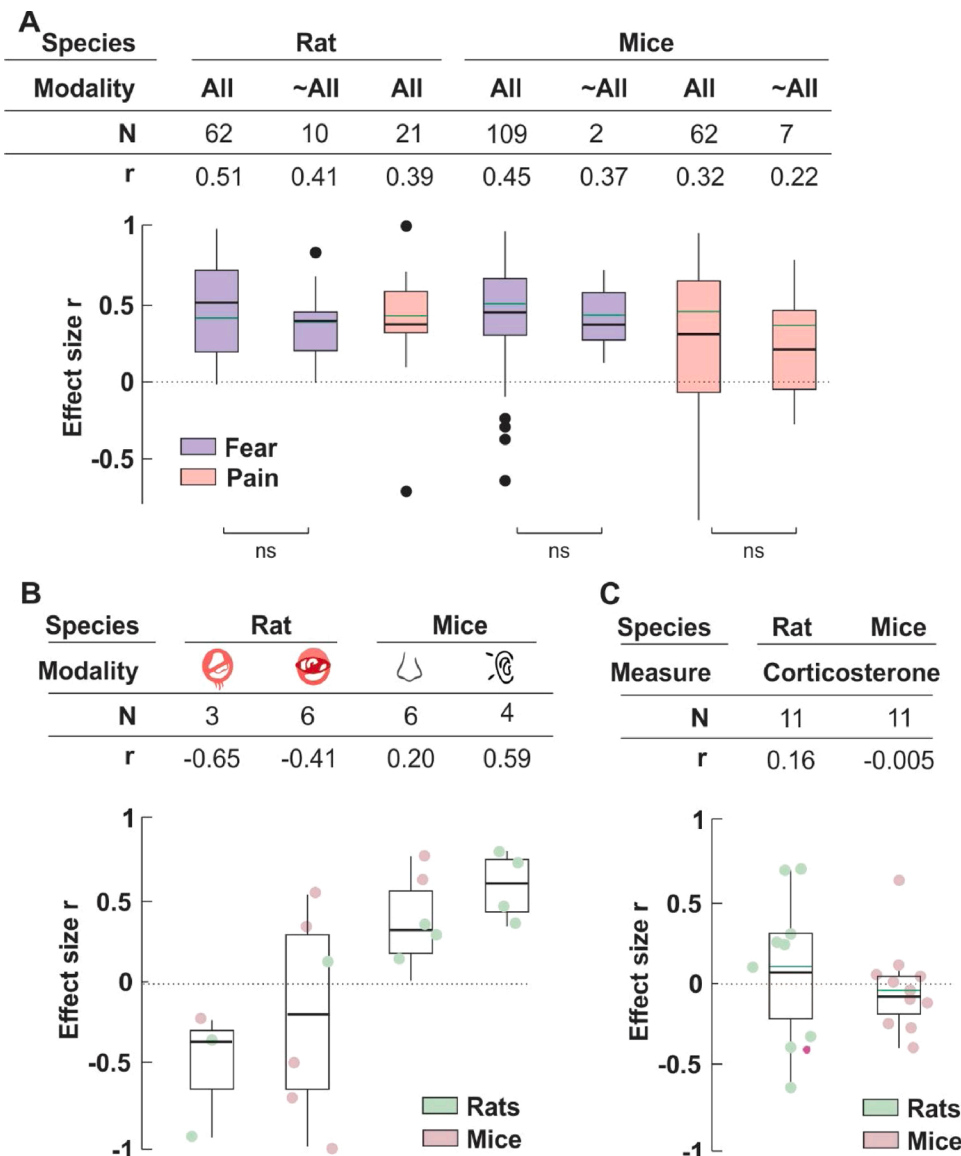 A
Species Rat Mice
Modality All ~All All All ~All All ~All
N 62 10 21 109 2 62 7
r 0.51 0.41 0.39 0.45 0.37 0.32 0.22
Effect size r
1
0.5
0
-0.5
Fear
Pain
ns ns ns
B
Species Rat Mice
Modality
N 3 6 6 4
r -0.65 -0.41 0.20 0.59
Effect size r
1
0.5
0
-0.5
-1
Rats
Mice
C
Species Rat Mice
Measure Corticosterone
N 11 11
r 0.16 -0.005
Effect size r
1
0.5
0
-0.5
-1
Rats
Mice